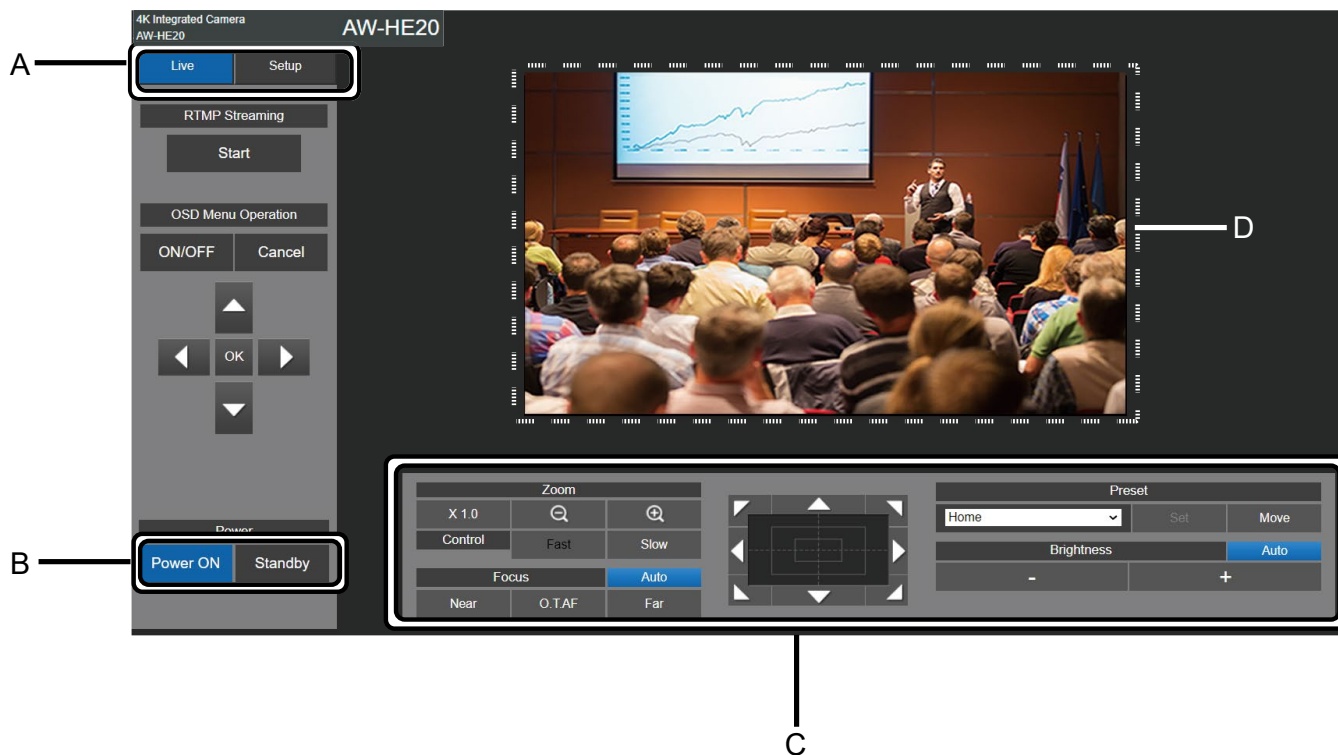 4K Integrated Camera
AW-HE20
AW-HE20
A
Live Setup
RTMP Streaming
Start
OSD Menu Operation
ON/OFF Cancel
OK
D
Power
B
Power ON Standby
Zoom
X 1.0
Control Fast Slow
Focus Auto
Near O.T.AF Far
Preset
Home Set Move
Brightness Auto
- +
C